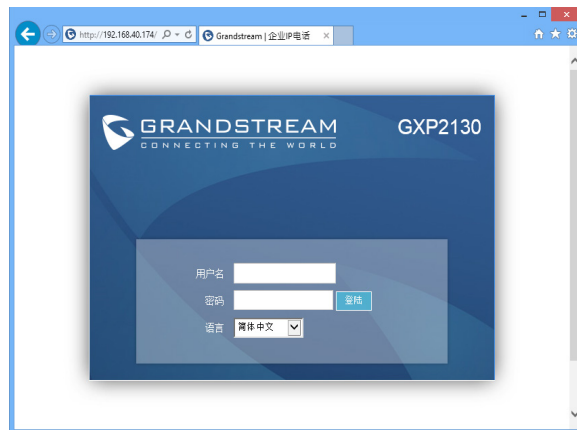 http://192.168.40.174/
Grandstream | 企业IP电话
GRANDSTREAM
CONNECTING THE WORLD
GXP2130
用户名
密码
登陆
语言
简体中文